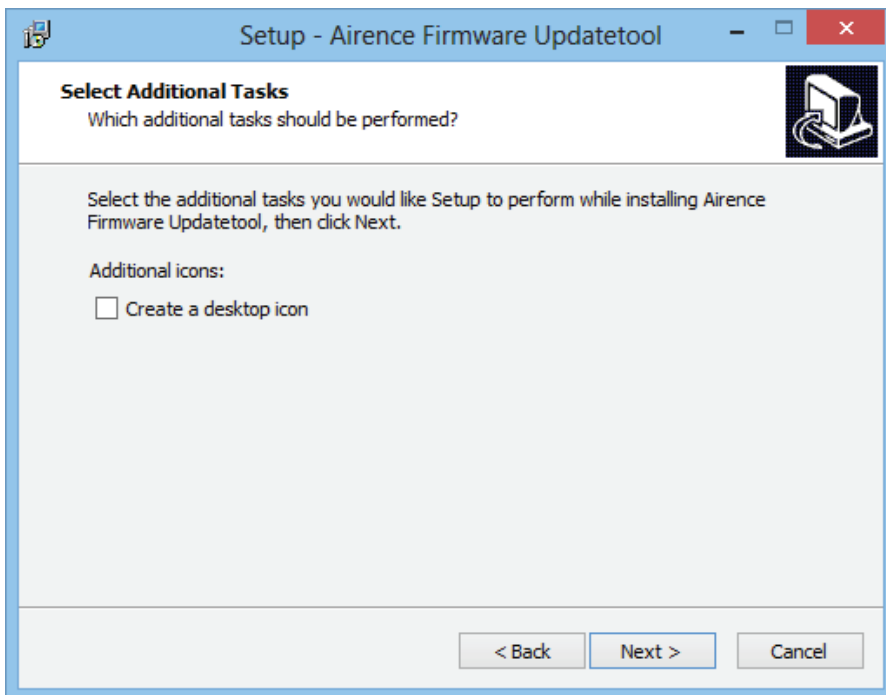 Setup - Airence Firmware Updatetool
Select Additional Tasks
Which additional tasks should be performed?
Select the additional tasks you would like Setup to perform while installing Airence
Firmware Updatetool, then click Next.
Additional icons:
Create a desktop icon
< Back Next > Cancel